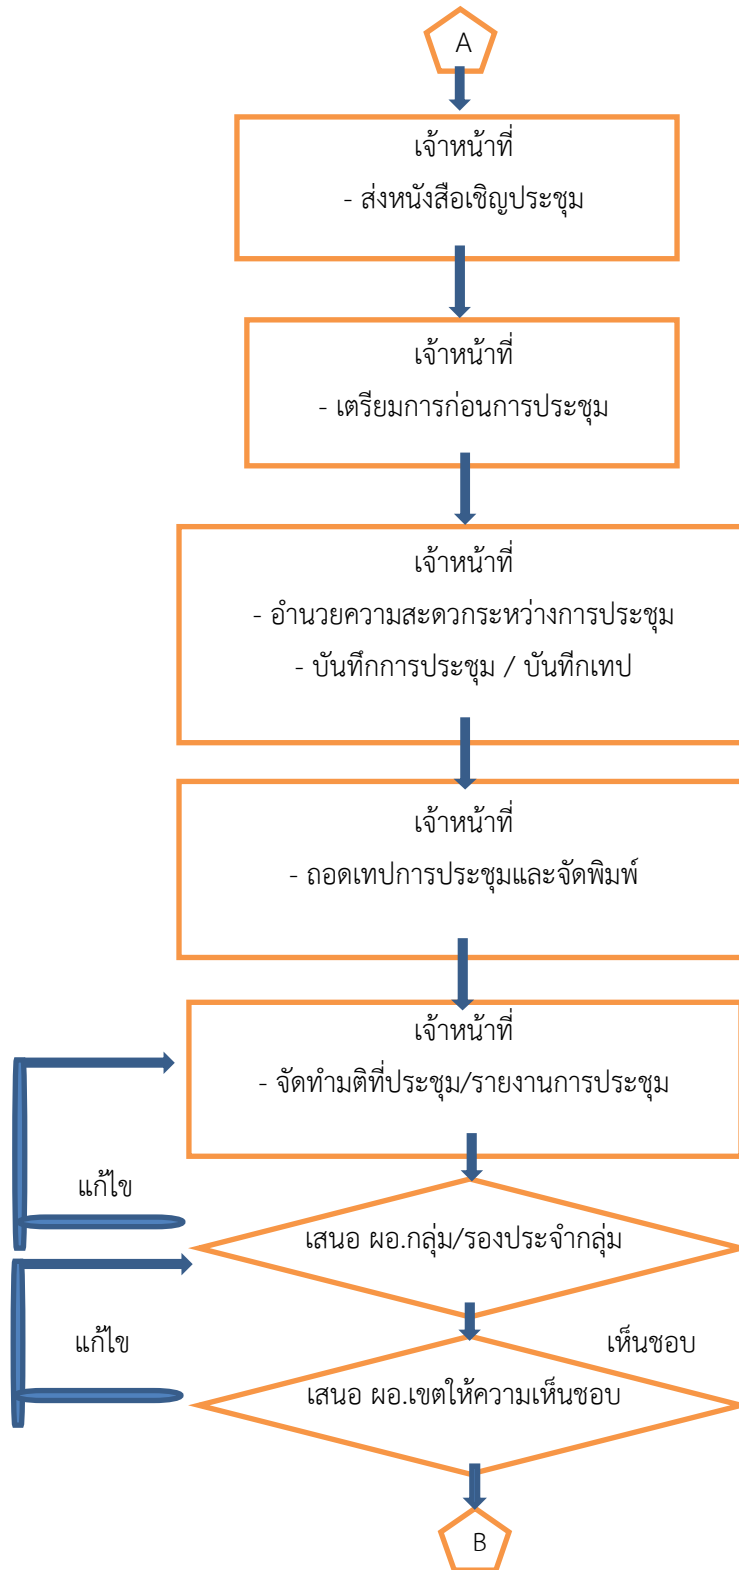 A
เจ้าหน้าที่
- ส่งหนังสือเชิญประชุม
เจ้าหน้าที่
- เตรียมการก่อนการประชุม
เจ้าหน้าที่
- อำนวยความสะดวกระหว่างการประชุม
- บันทึกการประชุม / บันทีกเทป
เจ้าหน้าที่
- ถอดเทปการประชุมและจัดพิมพ์
เจ้าหน้าที่
- จัดทำมติที่ประชุม/รายงานการประชุม
แก้ไข
เสนอ ผอ.กลุ่ม/รองประจำกลุ่ม
แก้ไข
เห็นชอบ
เสนอ ผอ.เขตให้ความเห็นชอบ
B